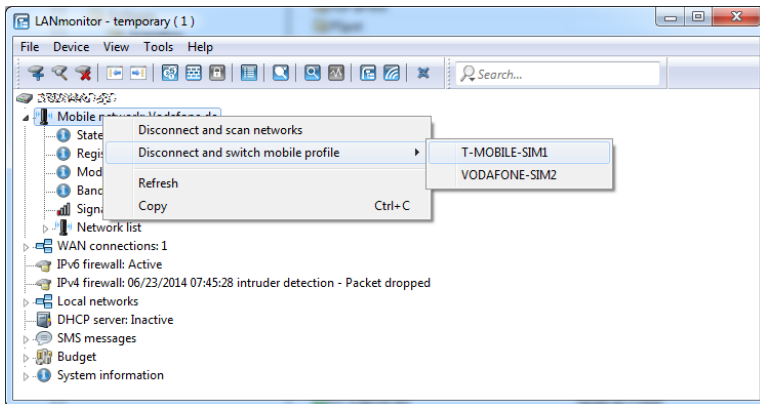 LANmonitor - temporary ( 1 )
File Device View Tools Help
Search...
Mobile network: Vodafone.de
Disconnect and scan networks
State
Disconnect and switch mobile profile
T-MOBILE-SIM1
Regis
Mod
Refresh
VODAFONE-SIM2
Band
Copy Ctrl+C
Signa
Network list
WAN connections: 1
IPv6 firewall: Active
IPv4 firewall: 06/23/2014 07:45:28 intruder detection - Packet dropped
Local networks
DHCP server: Inactive
SMS messages
Budget
System information